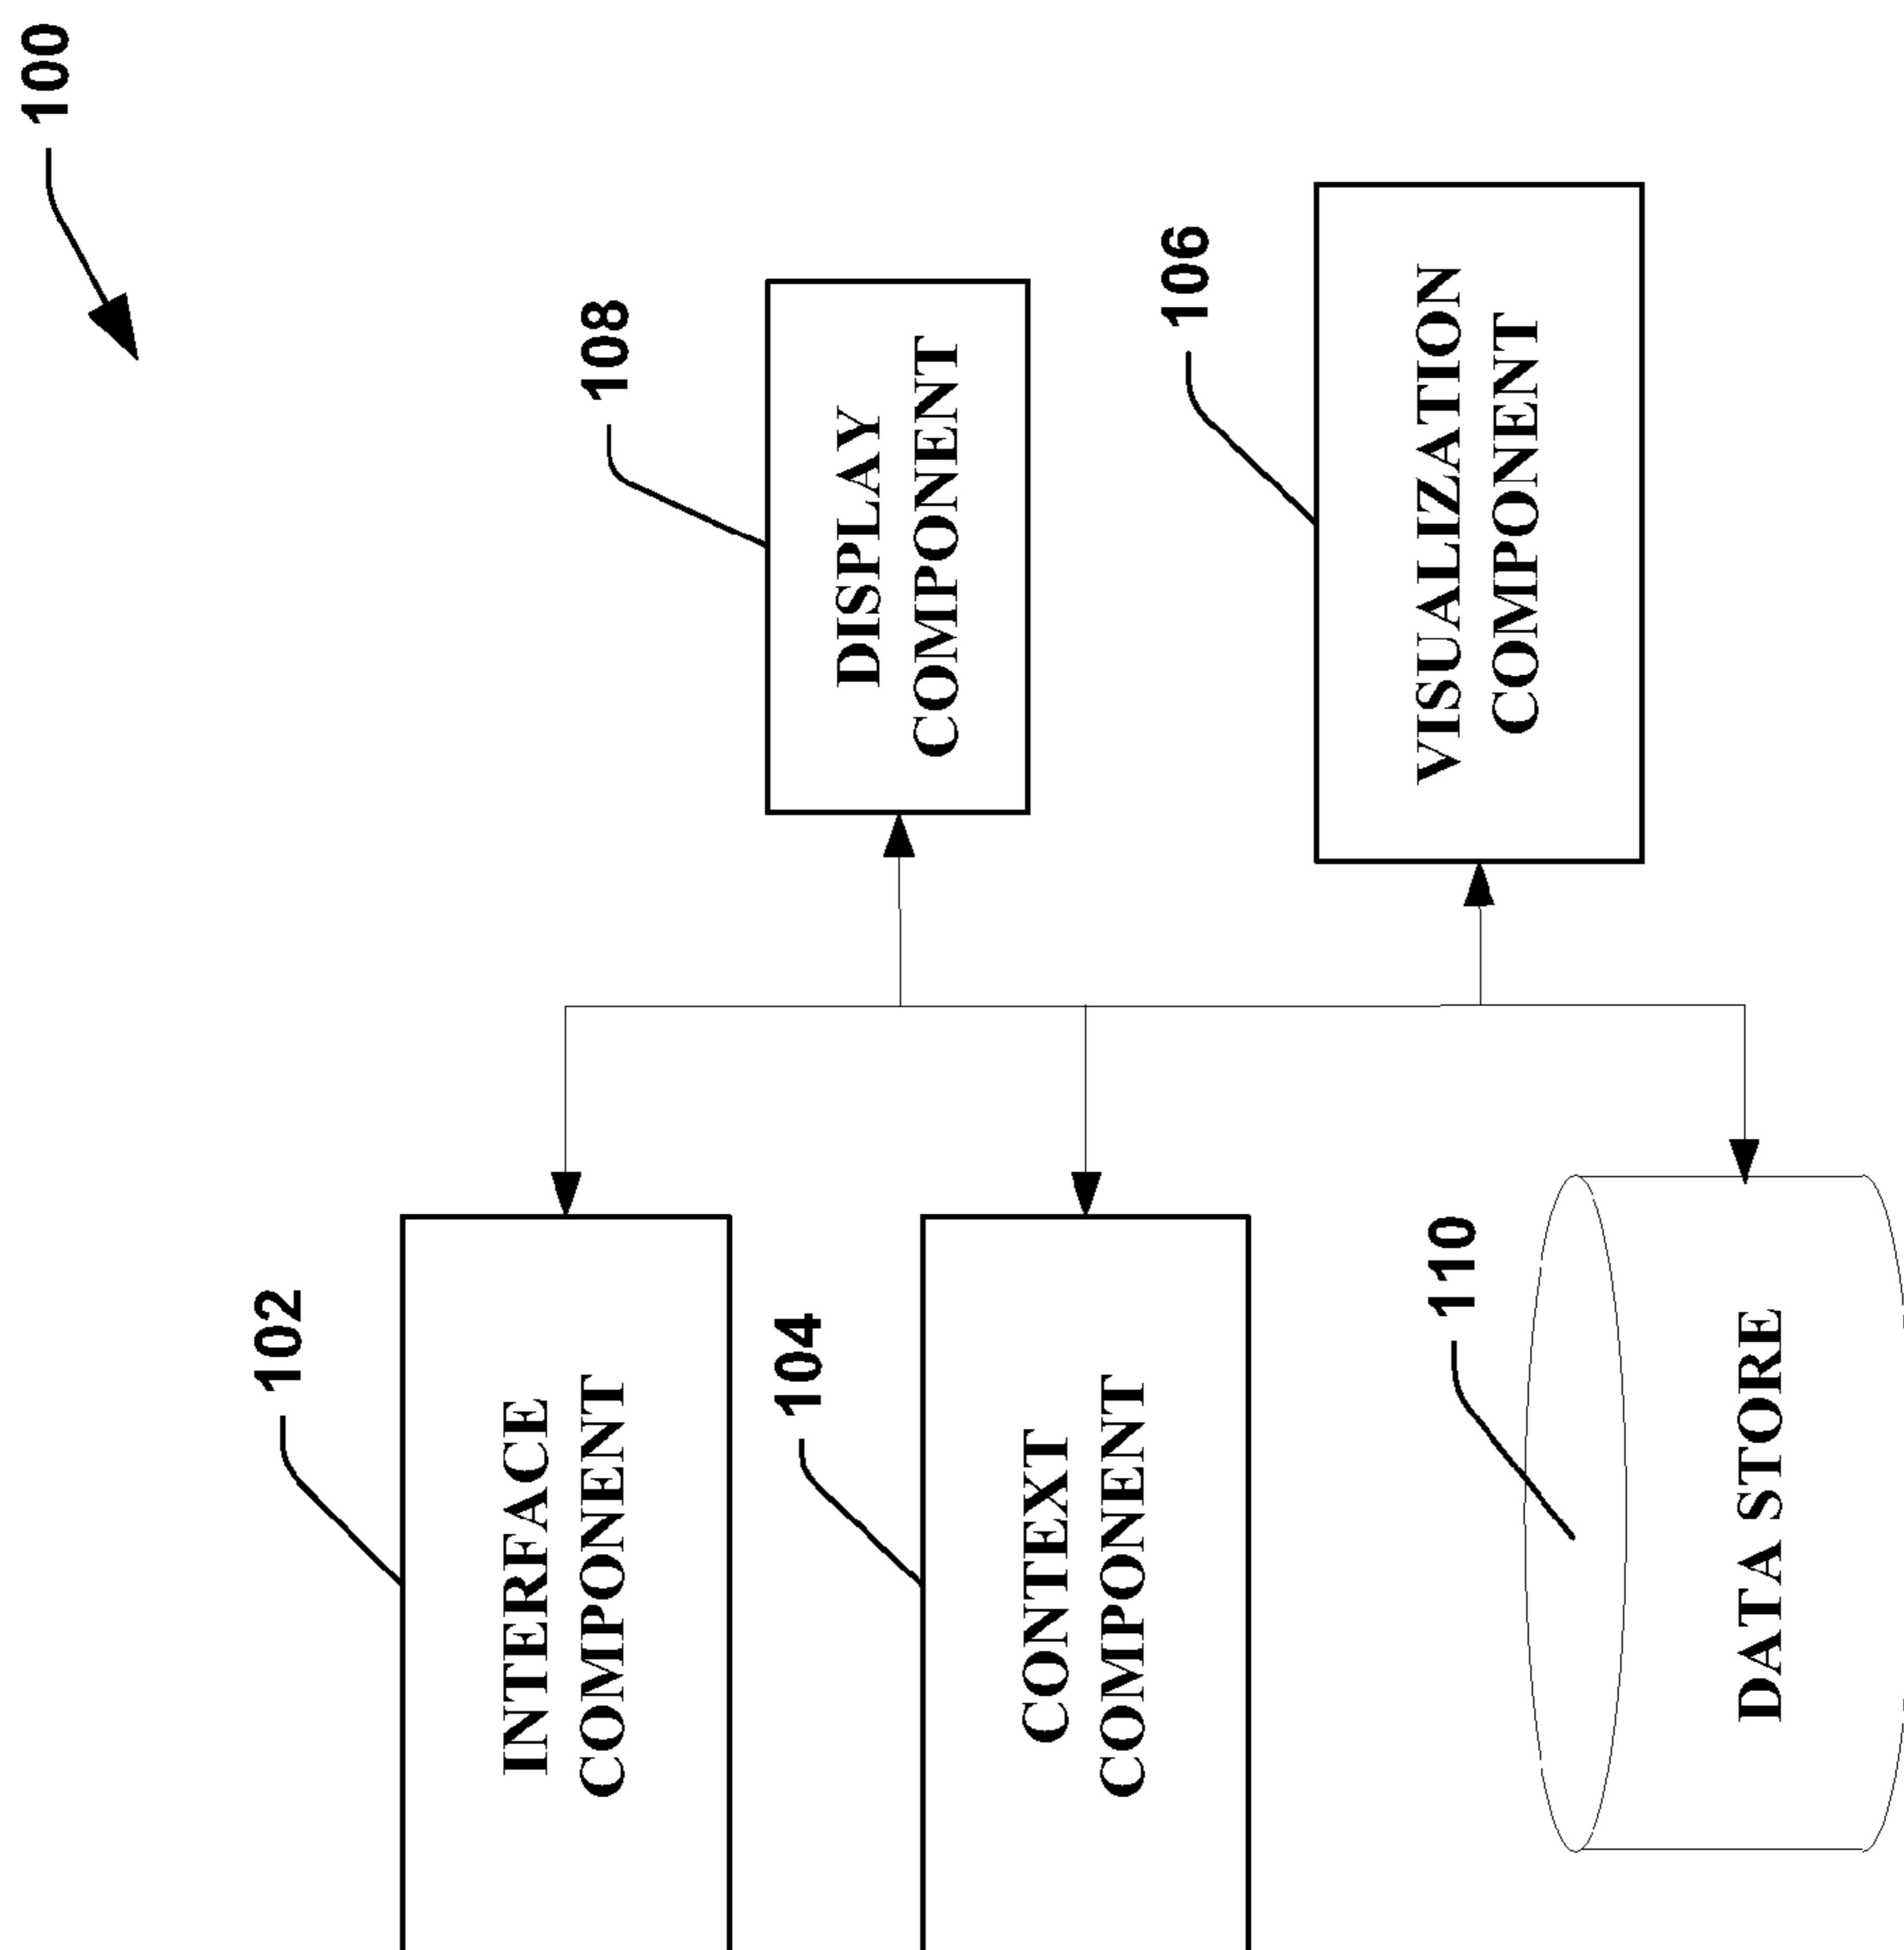 100
102
INTERFACE
COMPONENT
108
DISPLAY
COMPONENT
104
CONTEXT
COMPONENT
106
VISUALIZATION
COMPONENT
110
DATA STORE